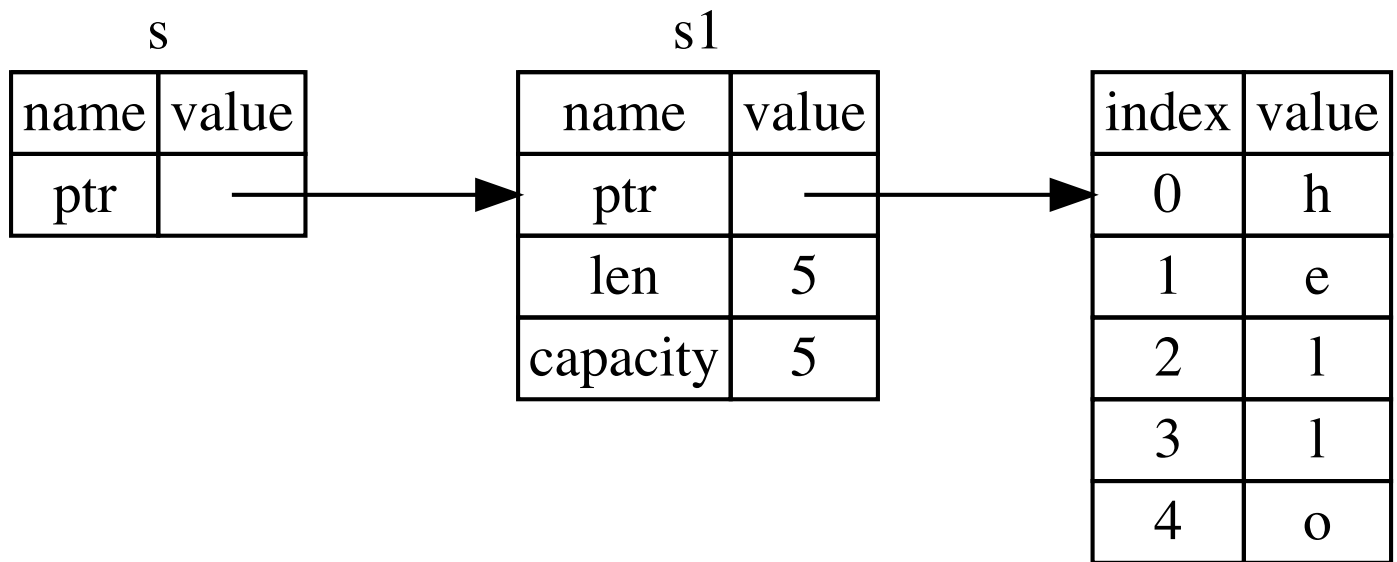 s
name value
ptr
s1
name value
ptr
len 5
capacity 5
index value
0 h
1 e
2 l
3 l
4 o